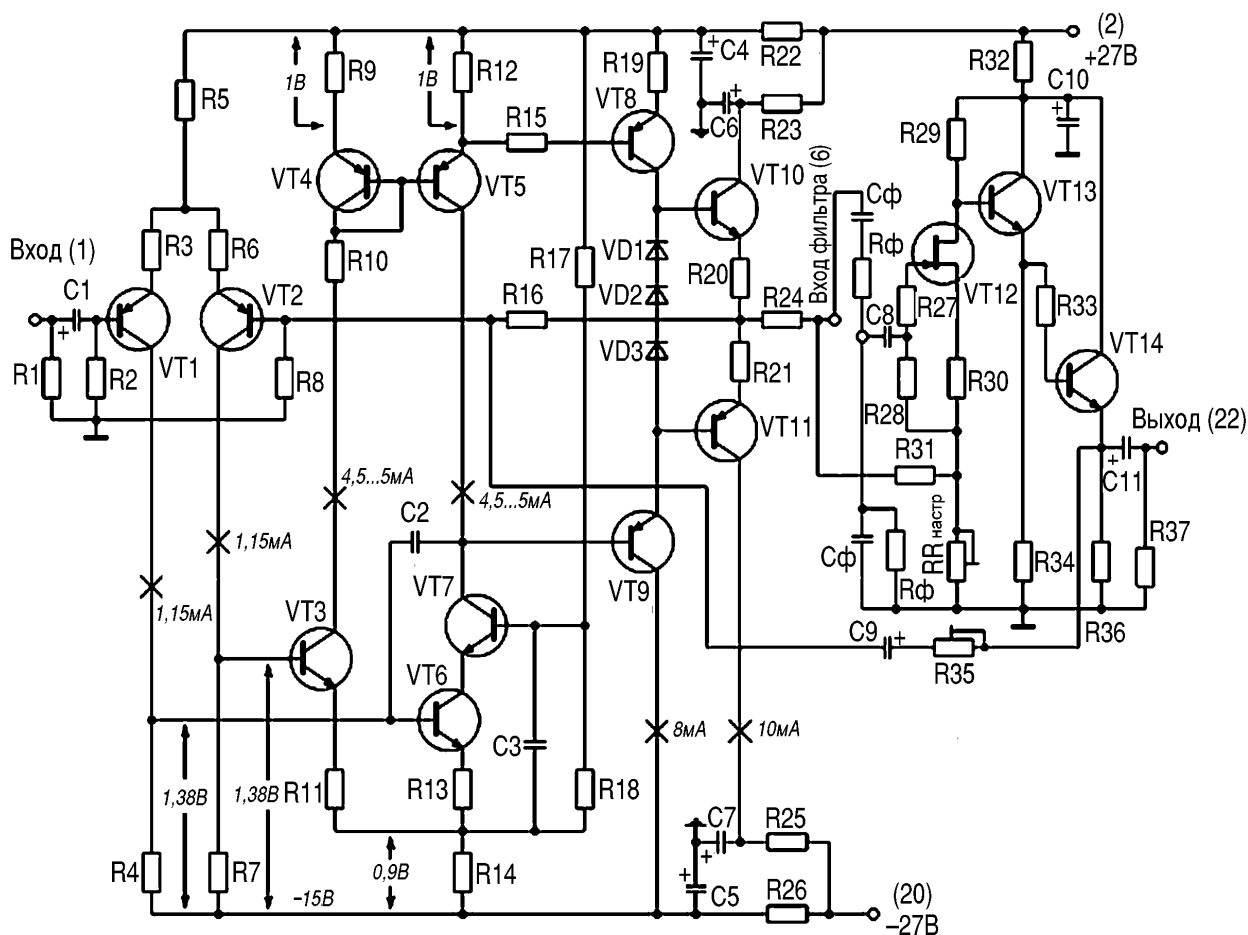 (2)
+27В
1В
R9
1В
R12
R19
C4
+
R22
R32
C10
+
R5
VT8
C6
+
R23
R15
R29
VT4
VT5
VT10
Вход фильтра (6)
Cф
VT13
Rф
R3
R6
R10
R17
VD1
R20
VT12
Вход (1)
C1
+
VT2
R16
VD2
R24
C8
R27
R33
VT1
VD3
VT14
R1
R2
R8
R21
R28
R30
VT11
Выход (22)
R31
+
C11
4,5...5мА
4,5...5мА
C2
RR настр
1,15мА
Cф
Rф
R34
R37
1,15мА
VT3
VT7
VT9
R36
C9
+
R35
VT6
C3
8мА
10мА
1,38В
1,38В
R11
R13
R18
C7
+
R25
R4
R7
0,9В
R14
+
C5
R26
–15В
(20)
–27В